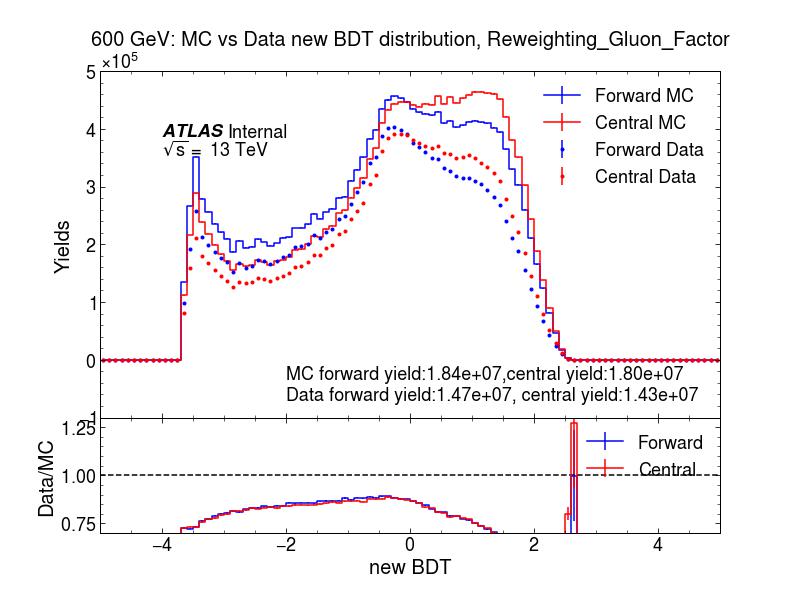 600 GeV: MC vs Data new BDT distribution, Reweighting_Gluon_Factor
×10⁵
5
ATLAS Internal
√s = 13 TeV
Forward MC
Central MC
Forward Data
Central Data
4
3
2
1
0
−1
Yields
MC forward yield:1.84e+07,central yield:1.80e+07
Data forward yield:1.47e+07, central yield:1.43e+07
1.25
1.00
0.75
Data/MC
Forward
Central
−4 −2 0 2 4
new BDT